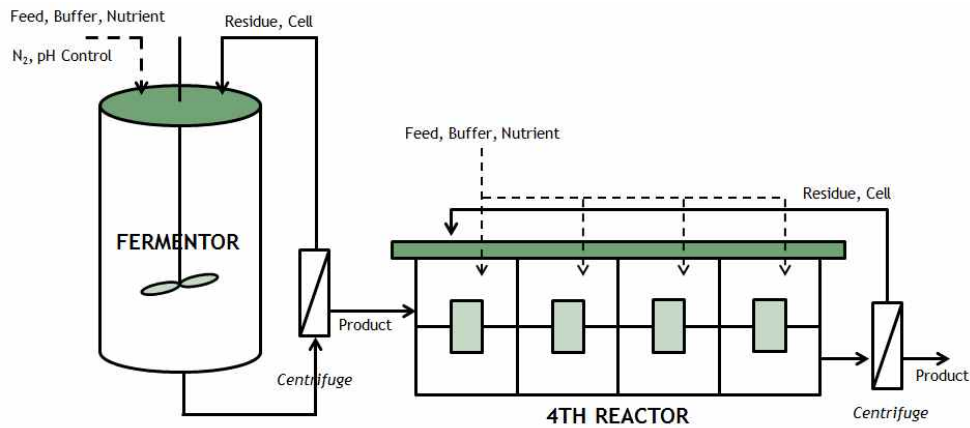 Feed, Buffer, Nutrient
Residue, Cell
N₂, pH Control
Feed, Buffer, Nutrient
Residue, Cell
FERMENTOR
Product
Centrifuge
Product
4TH REACTOR
Centrifuge